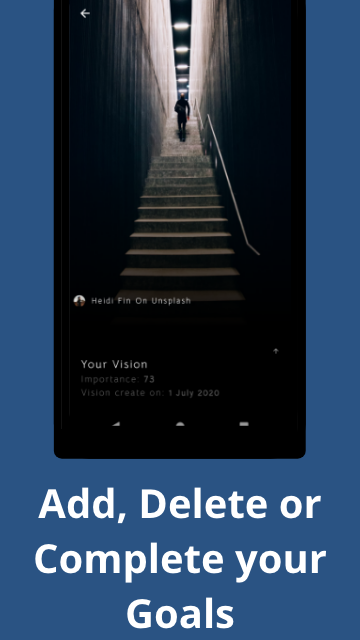 Heidi Fin On Unsplash
Your Vision
Importance: 73
Vision create on: 1 July 2020
Add, Delete or
Complete your
Goals